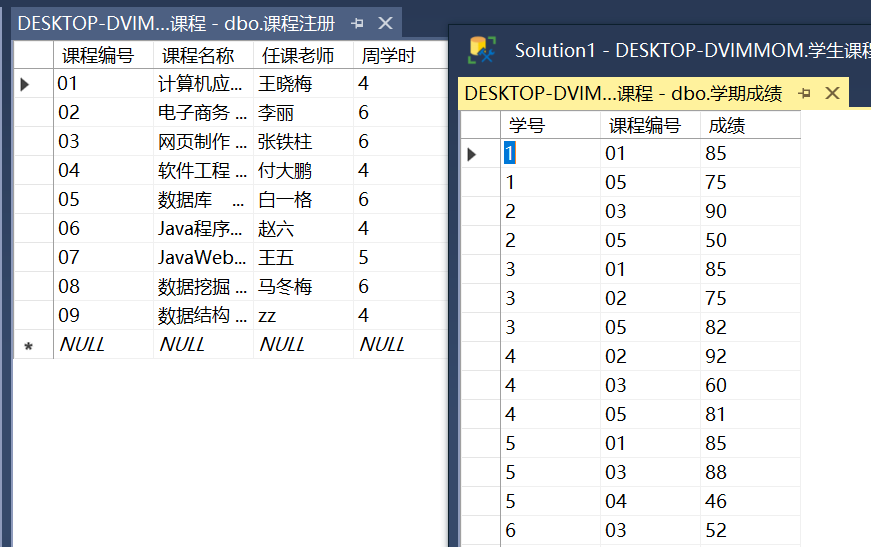 DESKTOP-DVIM...课程 - dbo.课程注册
课程编号 课程名称 任课老师 周学时
01 计算机应... 王晓梅 4
02 电子商务 ... 李丽 6
03 网页制作 ... 张铁柱 6
04 软件工程 ... 付大鹏 4
05 数据库 ... 白一格 6
06 Java程序... 赵六 4
07 JavaWeb... 王五 5
08 数据挖掘 ... 马冬梅 6
09 数据结构 ... zz 4
* NULL NULL NULL NULL
Solution1 - DESKTOP-DVIMMOM.学生课程
DESKTOP-DVIM...课程 - dbo.学期成绩
学号 课程编号 成绩
1 01 85
1 05 75
2 03 90
2 05 50
3 01 85
3 02 75
3 05 82
4 02 92
4 03 60
4 05 81
5 01 85
5 03 88
5 04 46
6 03 52